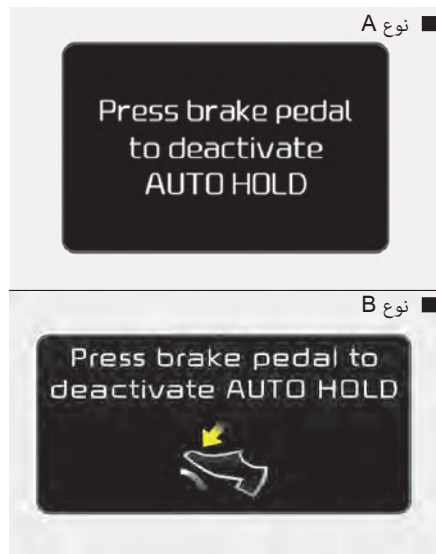 ■ نوع A
Press brake pedal
to deactivate
AUTO HOLD
■ نوع B
Press brake pedal to
deactivate AUTO HOLD